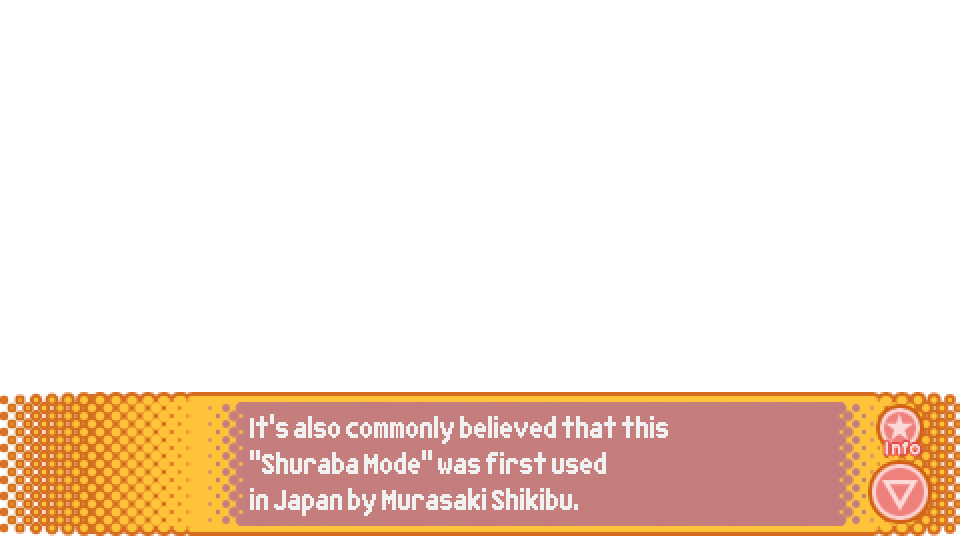 It's also commonly believed that this
"Shuraba Mode" was first used
in Japan by Murasaki Shikibu.
Info